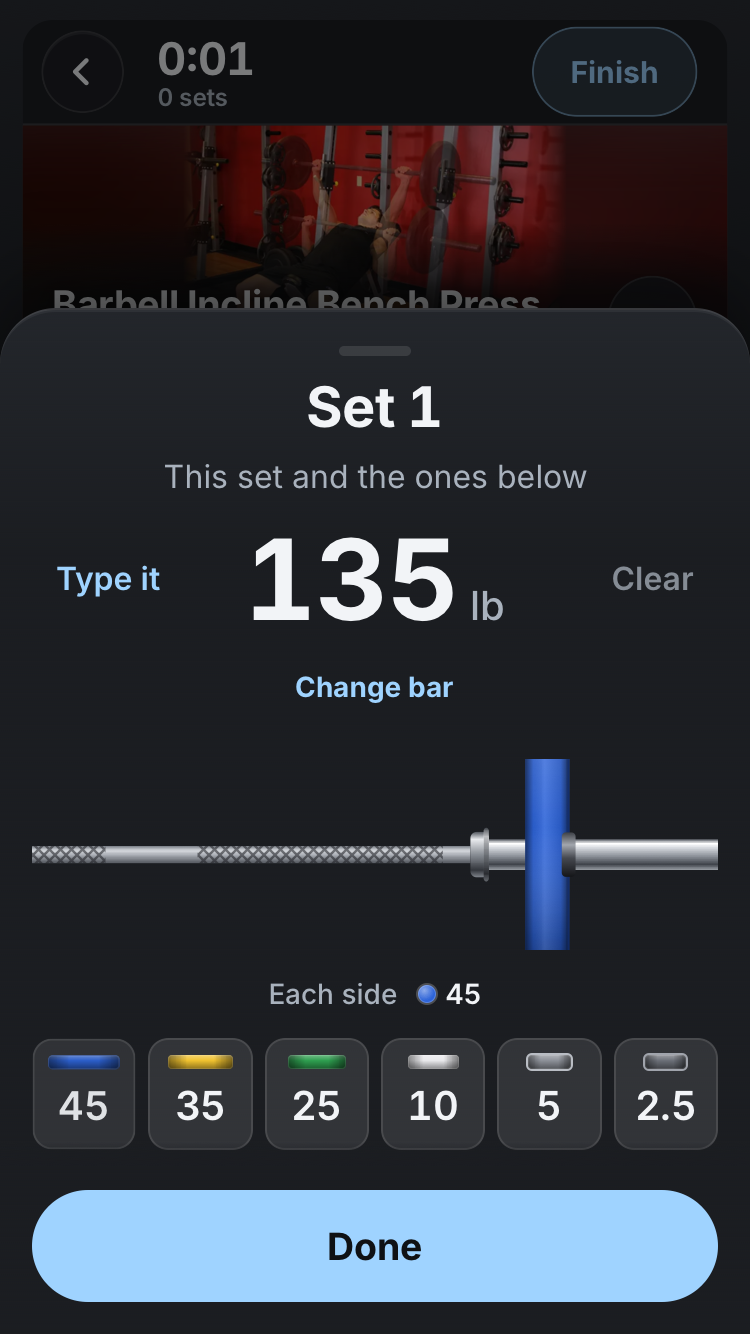 0:01
0 sets
Finish
Barbell Incline Bench Press
Set 1
This set and the ones below
Type it
135 lb
Clear
Change bar
Each side 45
45 35 25 10 5 2.5
Done